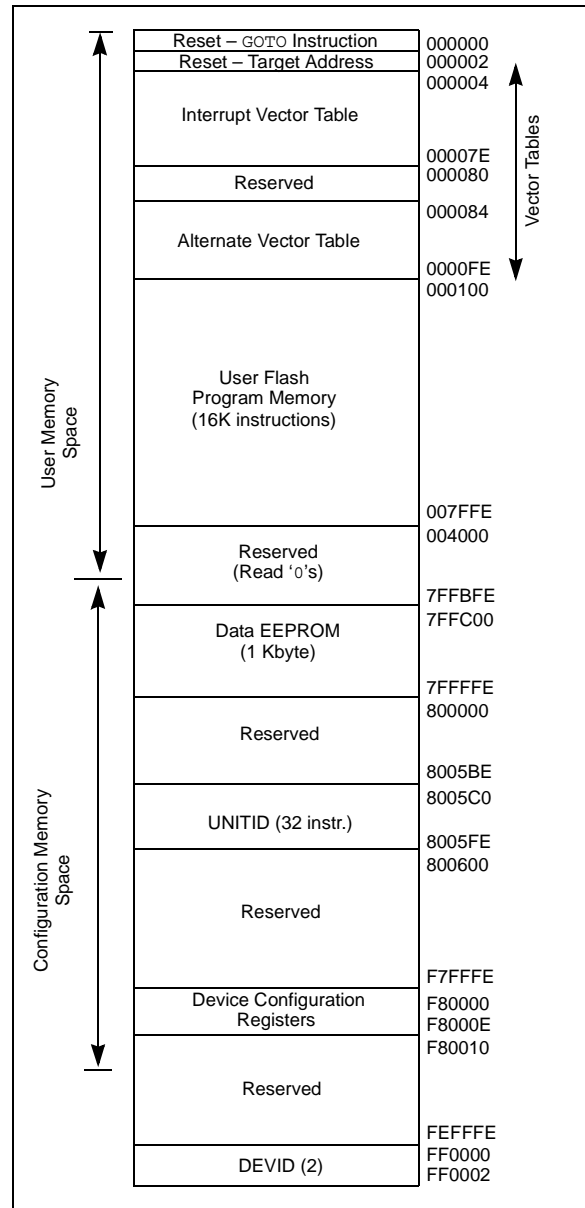 Reset – GOTO Instruction
000000
Reset – Target Address
000002
000004
Interrupt Vector Table
00007E
000080
Reserved
000084
Alternate Vector Table
0000FE
000100
Vector Tables
User Flash
Program Memory
(16K instructions)
User Memory
Space
007FFE
004000
Reserved
(Read ‘0’s)
7FFBFE
7FFC00
Data EEPROM
(1 Kbyte)
7FFFFE
800000
Reserved
8005BE
8005C0
UNITID (32 instr.)
8005FE
800600
Configuration Memory
Space
Reserved
F7FFFE
Device Configuration
Registers
F80000
F8000E
F80010
Reserved
FEFFFE
FF0000
DEVID (2)
FF0002